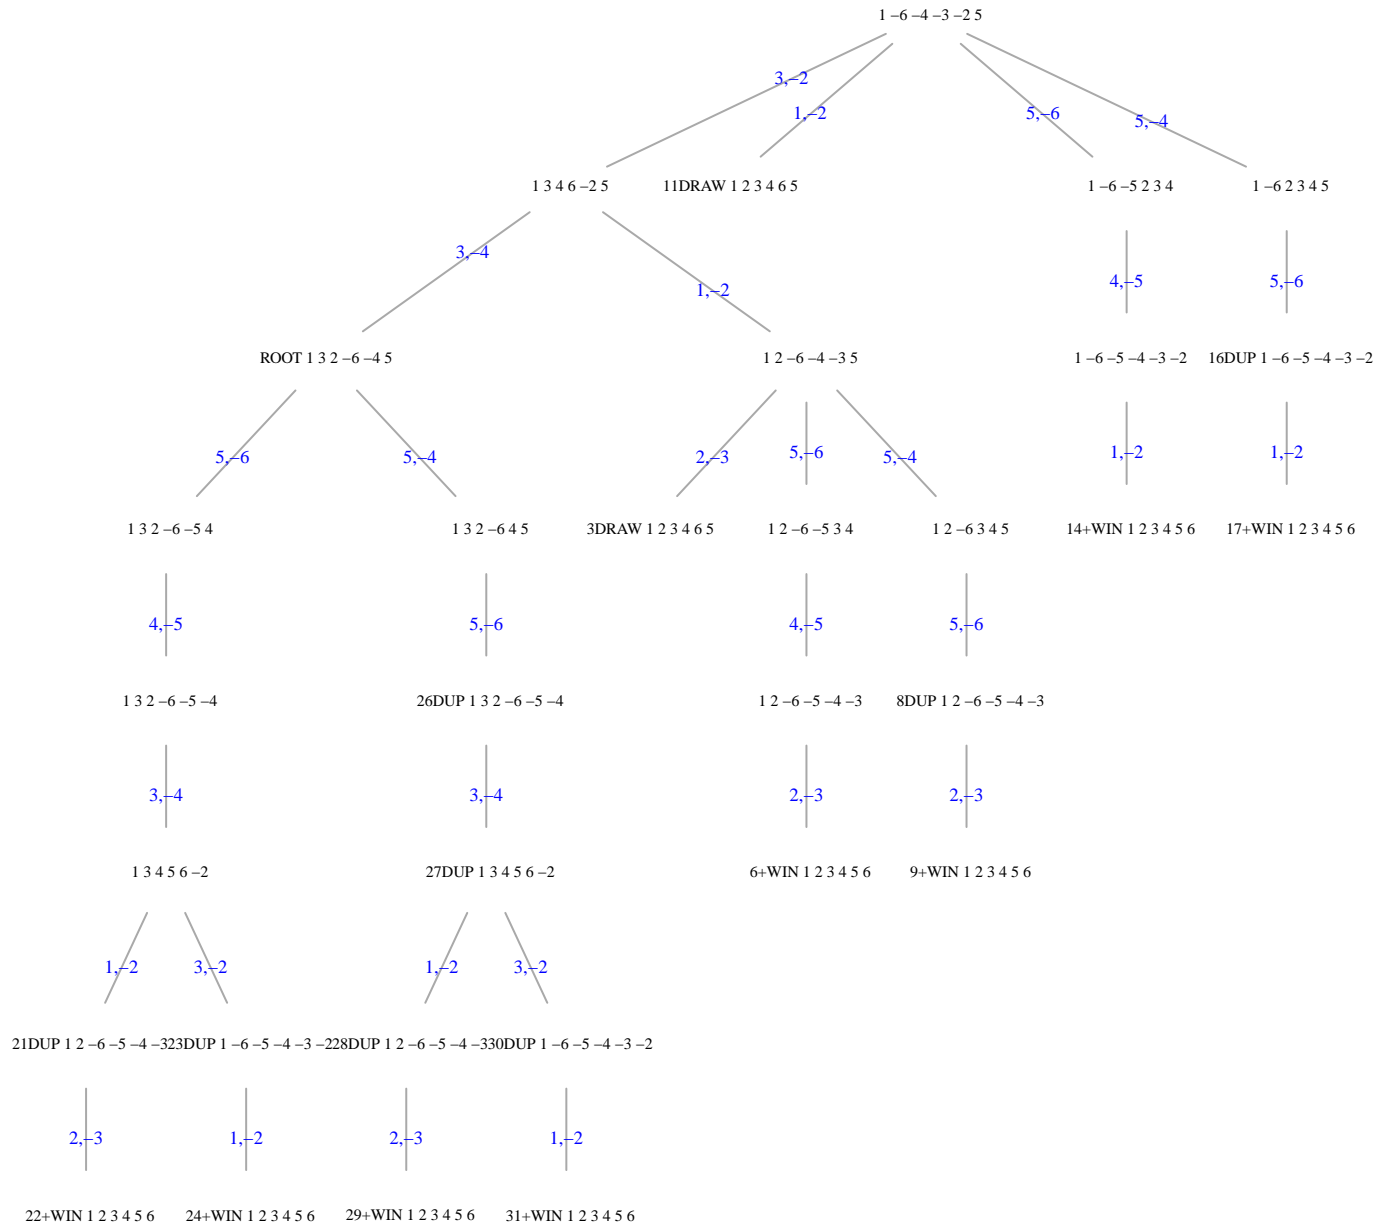 1 –6 –4 –3 –2 5
3,–2
1,–2
5,–6
5,–4
1 3 4 6 –2 5
11DRAW 1 2 3 4 6 5
1 –6 –5 2 3 4
1 –6 2 3 4 5
3,–4
1,–2
4,–5
5,–6
ROOT 1 3 2 –6 –4 5
1 2 –6 –4 –3 5
1 –6 –5 –4 –3 –2
16DUP 1 –6 –5 –4 –3 –2
5,–6
5,–4
2,–3
5,–6
5,–4
1,–2
1,–2
1 3 2 –6 –5 4
1 3 2 –6 4 5
3DRAW 1 2 3 4 6 5
1 2 –6 –5 3 4
1 2 –6 3 4 5
14+WIN 1 2 3 4 5 6
17+WIN 1 2 3 4 5 6
4,–5
5,–6
4,–5
5,–6
1 3 2 –6 –5 –4
26DUP 1 3 2 –6 –5 –4
1 2 –6 –5 –4 –3
8DUP 1 2 –6 –5 –4 –3
3,–4
3,–4
2,–3
2,–3
1 3 4 5 6 –2
27DUP 1 3 4 5 6 –2
6+WIN 1 2 3 4 5 6
9+WIN 1 2 3 4 5 6
1,–2
3,–2
1,–2
3,–2
21DUP 1 2 –6 –5 –4 –3
23DUP 1 –6 –5 –4 –3 –2
28DUP 1 2 –6 –5 –4 –3
30DUP 1 –6 –5 –4 –3 –2
2,–3
1,–2
2,–3
1,–2
22+WIN 1 2 3 4 5 6
24+WIN 1 2 3 4 5 6
29+WIN 1 2 3 4 5 6
31+WIN 1 2 3 4 5 6